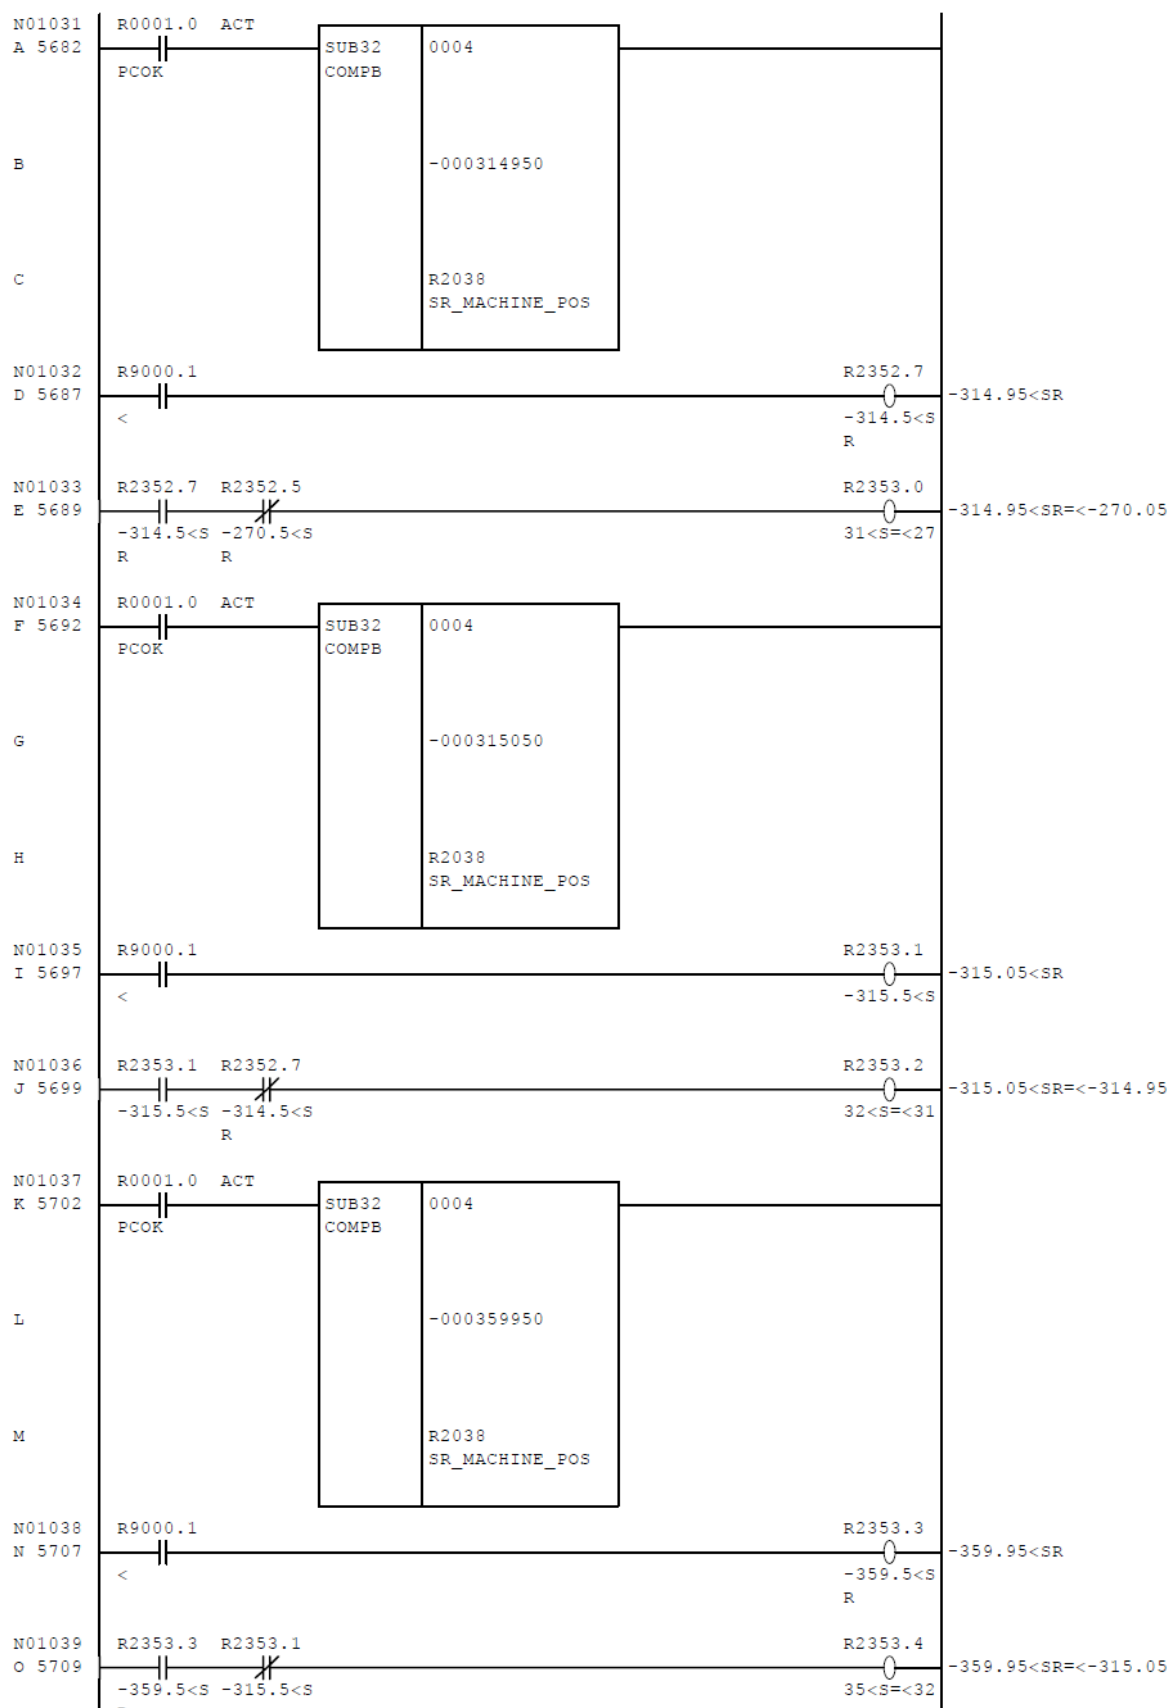 N01031 R0001.0 ACT
A 5682 SUB32 0004
PCOK COMPB
B -000314950
C R2038
SR_MACHINE_POS
N01032 R9000.1 R2352.7
D 5687 -314.95<SR
< -314.5<S
R
N01033 R2352.7 R2352.5 R2353.0
E 5689 -314.95<SR=<-270.05
-314.5<S -270.5<S 31<S=<27
R R
N01034 R0001.0 ACT
F 5692 SUB32 0004
PCOK COMPB
G -000315050
H R2038
SR_MACHINE_POS
N01035 R9000.1 R2353.1
I 5697 -315.05<SR
< -315.5<S
N01036 R2353.1 R2352.7 R2353.2
J 5699 -315.05<SR=<-314.95
-315.5<S -314.5<S 32<S=<31
R
N01037 R0001.0 ACT
K 5702 SUB32 0004
PCOK COMPB
L -000359950
M R2038
SR_MACHINE_POS
N01038 R9000.1 R2353.3
N 5707 -359.95<SR
< -359.5<S
R
N01039 R2353.3 R2353.1 R2353.4
O 5709 -359.95<SR=<-315.05
-359.5<S -315.5<S 35<S=<32